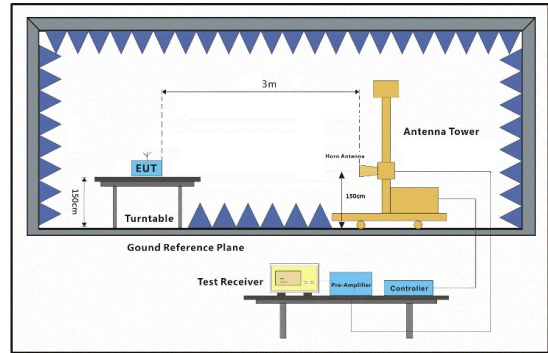 3m
Antenna Tower
Horn Antenna
EUT
150cm
150cm
Turntable
Gound Reference Plane
Test Receiver
Pre-Amplifier
Controller